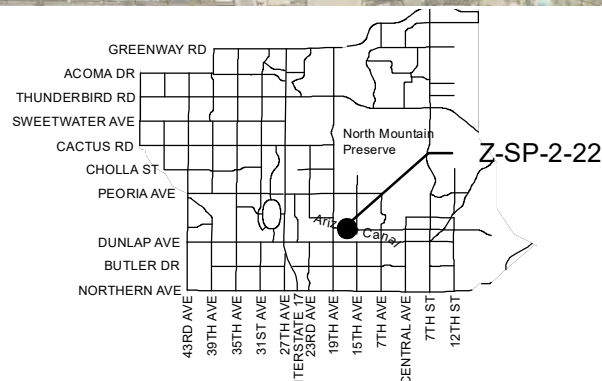 GREENWAY RD
ACOMA DR
THUNDERBIRD RD
SWEETWATER AVE
CACTUS RD
CHOLLA ST
PEORIA AVE
DUNLAP AVE
BUTLER DR
NORTHERN AVE
North Mountain
Preserve
Z-SP-2-22
Canal
43RD AVE
39TH AVE
35TH AVE
31ST AVE
27TH AVE
23RD AVE
19TH AVE
15TH AVE
7TH AVE
CENTRAL AVE
7TH ST
12TH ST